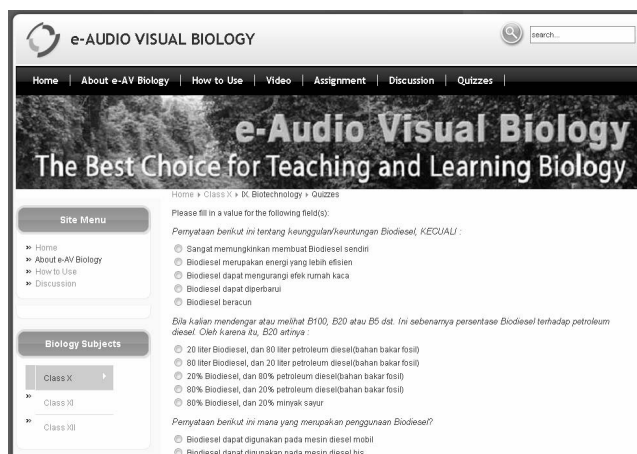 e-AUDIO VISUAL BIOLOGY
search...
Home | About e-AV Biology | How to Use | Video | Assignment | Discussion | Quizzes |
e-Audio Visual Biology
The Best Choice for Teaching and Learning Biology
Home ▸ Class X ▸ IX. Biotechnology ▸ Quizzes
Site Menu
» Home
» About e-AV Biology
» How to Use
» Discussion
Biology Subjects
Class X
» Class XI
» Class XII
Please fill in a value for the following field(s):
Pernyataan berikut ini tentang keunggulan/keuntungan Biodiesel, KECUALI :
Sangat memungkinkan membuat Biodiesel sendiri
Biodiesel merupakan energi yang lebih efisien
Biodiesel dapat mengurangi efek rumah kaca
Biodiesel dapat diperbarui
Biodiesel beracun
Bila kalian mendengar atau melihat B100, B20 atau B5 dst. Ini sebenarnya persentase Biodiesel terhadap petroleum
diesel. Oleh karena itu, B20 artinya :
20 liter Biodiesel, dan 80 liter petroleum diesel(bahan bakar fosil)
80 liter Biodiesel, dan 20 liter petroleum diesel(bahan bakar fosil)
20% Biodiesel, dan 80% petroleum diesel(bahan bakar fosil)
80% Biodiesel, dan 20% petroleum diesel(bahan bakar fosil)
80% Biodiesel, dan 20% minyak sayur
Pernyataan berikut ini mana yang merupakan penggunaan Biodiesel?
Biodiesel dapat digunakan pada mesin diesel mobil
Biodiesel dapat digunakan pada mesin diesel bis